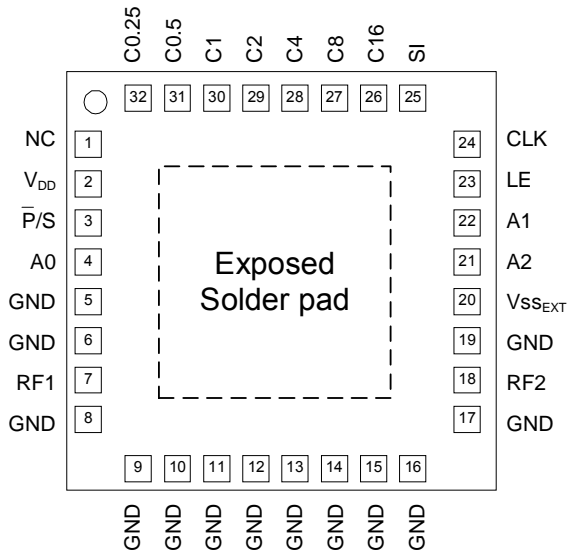 C0.25 C0.5 C1 C2 C4 C8 C16 SI
32 31 30 29 28 27 26 25
NC 1 24 CLK
VDD 2 23 LE
P̅/S 3 22 A1
A0 4 21 A2
GND 5 20 VssEXT
GND 6 19 GND
RF1 7 18 RF2
GND 8 17 GND
Exposed
Solder pad
9 10 11 12 13 14 15 16
GND GND GND GND GND GND GND GND